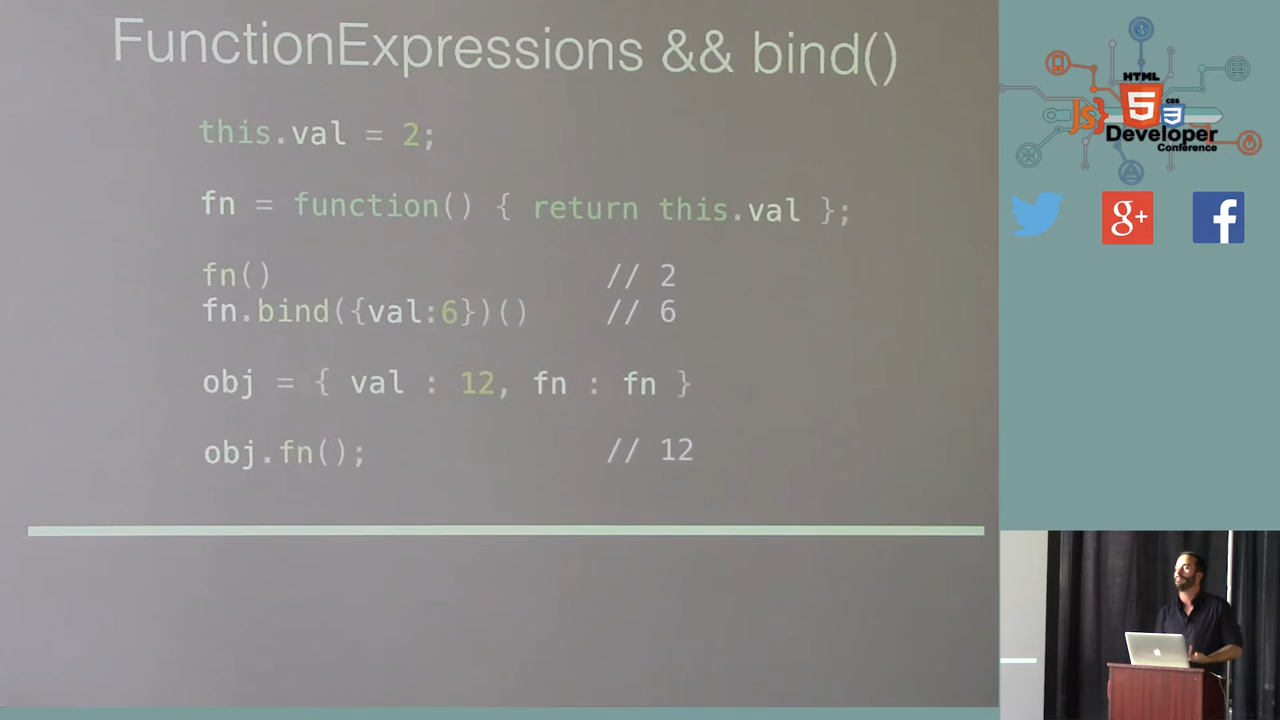 FunctionExpressions && bind()
this.val = 2;
fn = function() { return this.val };
fn() // 2
fn.bind({val:6})() // 6
obj = { val : 12, fn : fn }
obj.fn(); // 12
HTML
5
CSS
3
JS}
Developer
Conference
g+
f